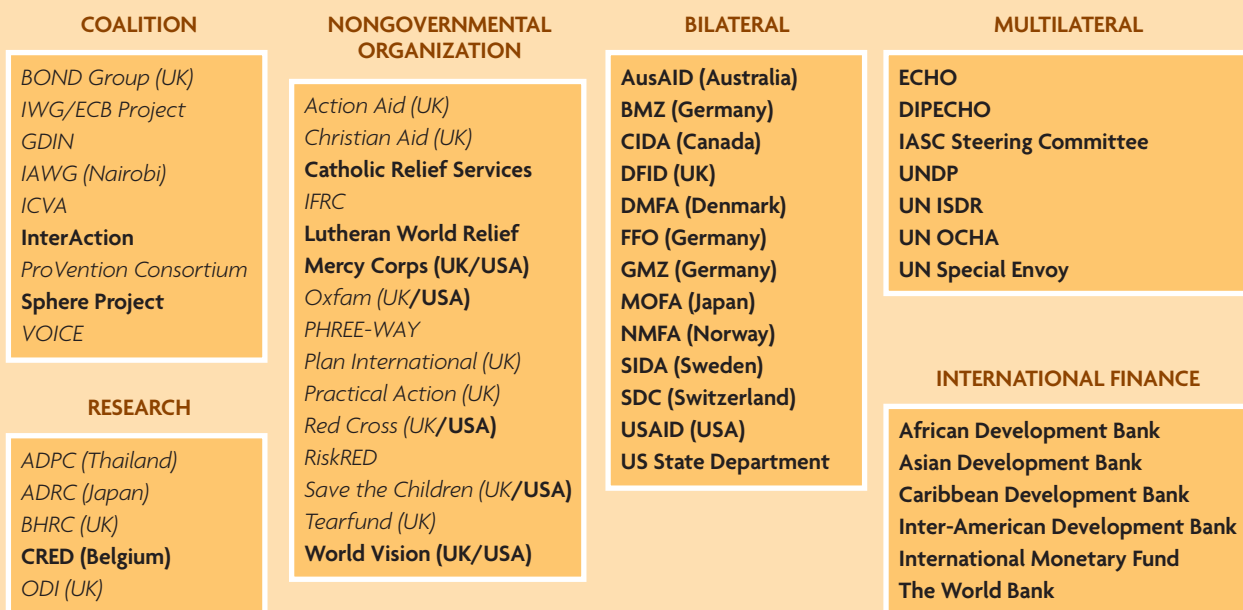 COALITION
BOND Group (UK)
IWG/ECB Project
GDIN
IAWG (Nairobi)
ICVA
InterAction
ProVention Consortium
Sphere Project
VOICE
RESEARCH
ADPC (Thailand)
ADRC (Japan)
BHRC (UK)
CRED (Belgium)
ODI (UK)
NONGOVERNMENTAL
ORGANIZATION
Action Aid (UK)
Christian Aid (UK)
Catholic Relief Services
IFRC
Lutheran World Relief
Mercy Corps (UK/USA)
Oxfam (UK/USA)
PHREE-WAY
Plan International (UK)
Practical Action (UK)
Red Cross (UK/USA)
RiskRED
Save the Children (UK/USA)
Tearfund (UK)
World Vision (UK/USA)
BILATERAL
AusAID (Australia)
BMZ (Germany)
CIDA (Canada)
DFID (UK)
DMFA (Denmark)
FFO (Germany)
GMZ (Germany)
MOFA (Japan)
NMFA (Norway)
SIDA (Sweden)
SDC (Switzerland)
USAID (USA)
US State Department
MULTILATERAL
ECHO
DIPECHO
IASC Steering Committee
UNDP
UN ISDR
UN OCHA
UN Special Envoy
INTERNATIONAL FINANCE
African Development Bank
Asian Development Bank
Caribbean Development Bank
Inter-American Development Bank
International Monetary Fund
The World Bank